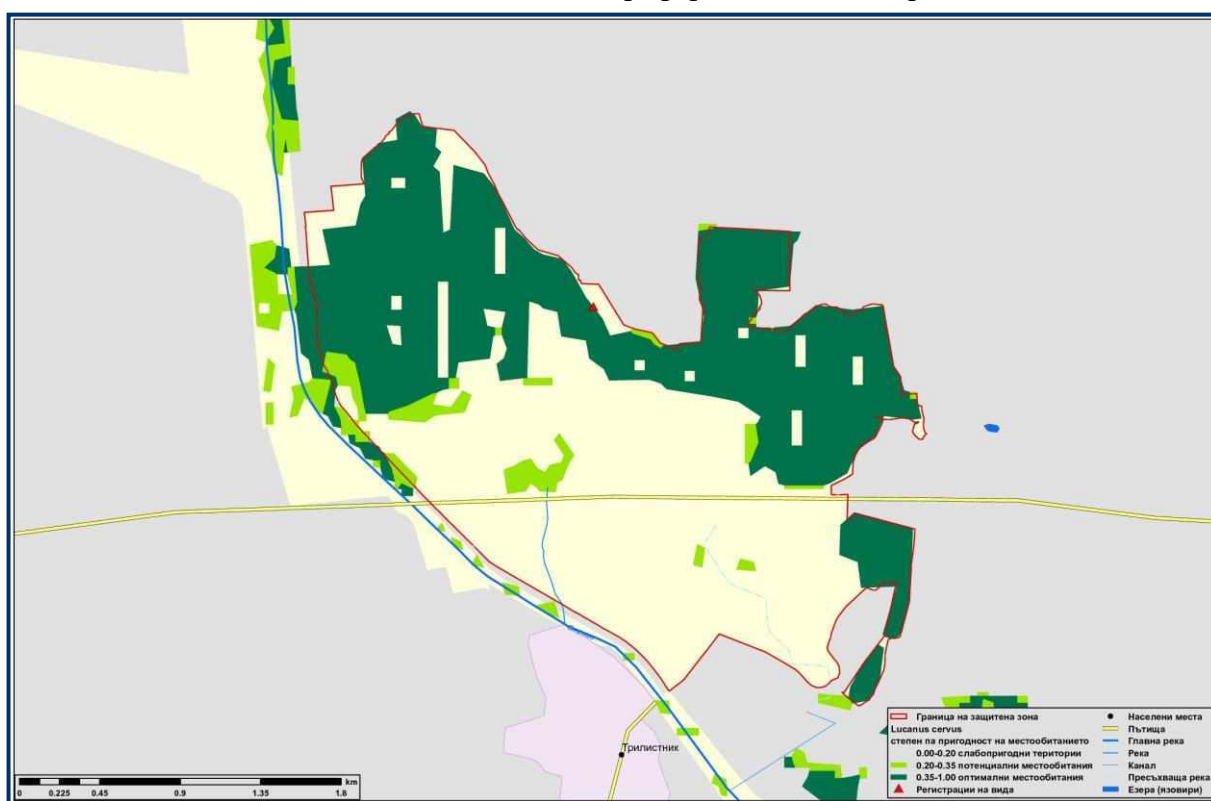 Трилистник
km
0 0.225 0.45 0.9 1.35 1.8
Граница на защитена зона
Lucanus cervus
степен па пригодност на местообитанието
0.00-0.20 слабопригодни територии
0.20-0.35 потенциални местообитания
0.35-1.00 оптимални местообитания
Регистрации на вида
Населени места
Пътища
Главна река
Река
Канал
Пресъхваща река
Езера (язовири)